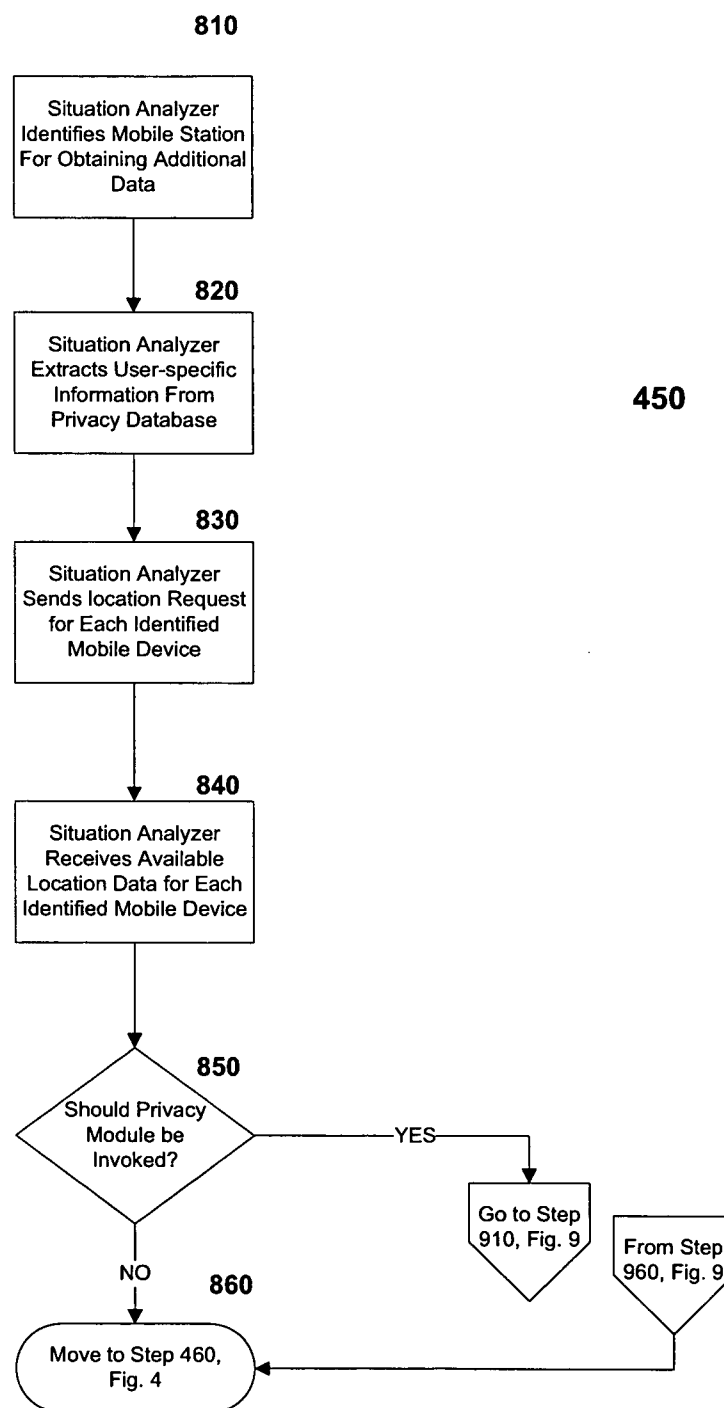 810
Situation Analyzer
Identifies Mobile Station
For Obtaining Additional
Data
820
Situation Analyzer
Extracts User-specific
Information From
Privacy Database
450
830
Situation Analyzer
Sends location Request
for Each Identified
Mobile Device
840
Situation Analyzer
Receives Available
Location Data for Each
Identified Mobile Device
850
Should Privacy
Module be
Invoked?
YES
Go to Step
910, Fig. 9
From Step
960, Fig. 9
NO
860
Move to Step 460,
Fig. 4